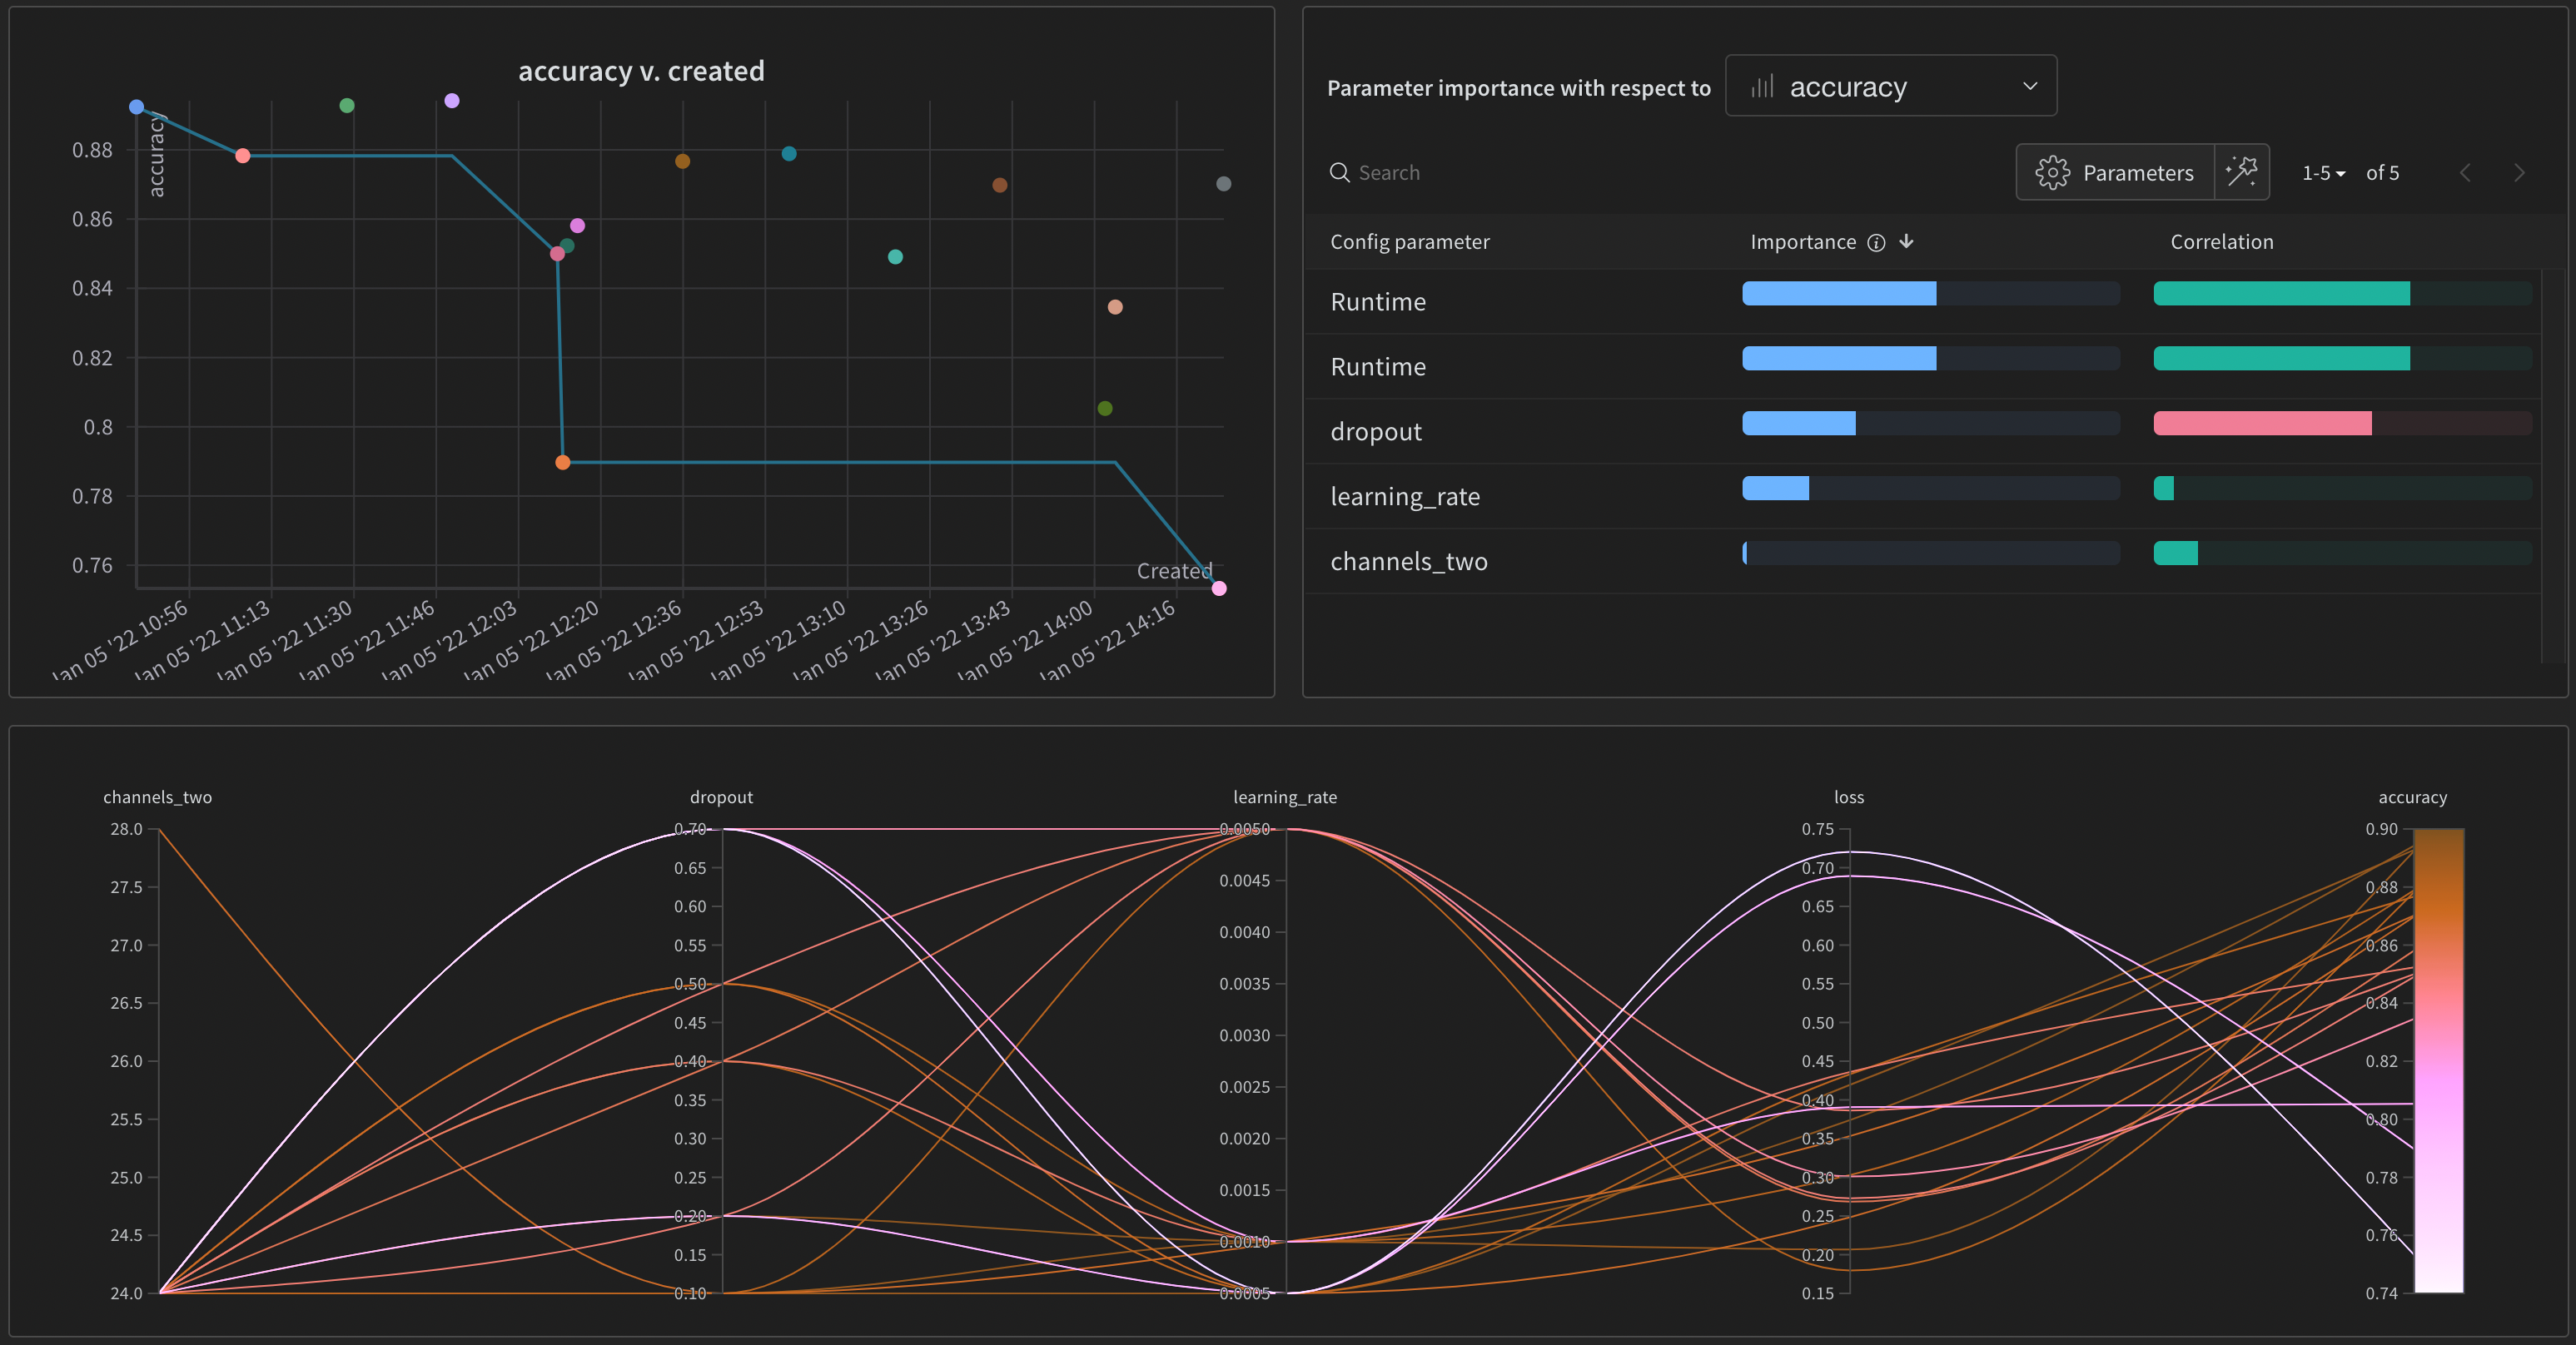 accuracy v. created
accuracy
0.88
0.86
0.84
0.82
0.8
0.78
0.76
Created
Jan 05 '22 10:56
Jan 05 '22 11:13
Jan 05 '22 11:30
Jan 05 '22 11:46
Jan 05 '22 12:03
Jan 05 '22 12:20
Jan 05 '22 12:36
Jan 05 '22 12:53
Jan 05 '22 13:10
Jan 05 '22 13:26
Jan 05 '22 13:43
Jan 05 '22 14:00
Jan 05 '22 14:16
Parameter importance with respect to accuracy
Search Parameters 1-5 of 5
Config parameter Importance Correlation
Runtime
Runtime
dropout
learning_rate
channels_two
channels_two
28.0
27.5
27.0
26.5
26.0
25.5
25.0
24.5
24.0
dropout
0.70
0.65
0.60
0.55
0.50
0.45
0.40
0.35
0.30
0.25
0.20
0.15
0.10
learning_rate
0.0050
0.0045
0.0040
0.0035
0.0030
0.0025
0.0020
0.0015
0.0010
0.0005
loss
0.75
0.70
0.65
0.60
0.55
0.50
0.45
0.40
0.35
0.30
0.25
0.20
0.15
accuracy
0.90
0.88
0.86
0.84
0.82
0.80
0.78
0.76
0.74